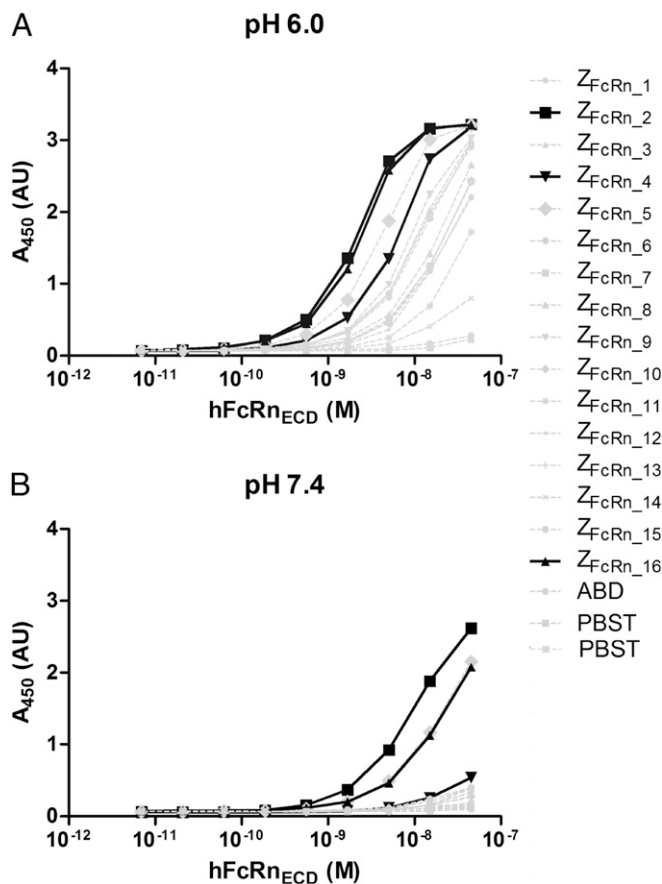 A
pH 6.0
4
3
2
1
0
A450 (AU)
10-12 10-11 10-10 10-9 10-8 10-7
hFcRnECD (M)
B
pH 7.4
4
3
2
1
0
A450 (AU)
10-12 10-11 10-10 10-9 10-8 10-7
hFcRnECD (M)
ZFcRn_1
ZFcRn_2
ZFcRn_3
ZFcRn_4
ZFcRn_5
ZFcRn_6
ZFcRn_7
ZFcRn_8
ZFcRn_9
ZFcRn_10
ZFcRn_11
ZFcRn_12
ZFcRn_13
ZFcRn_14
ZFcRn_15
ZFcRn_16
ABD
PBST
PBST